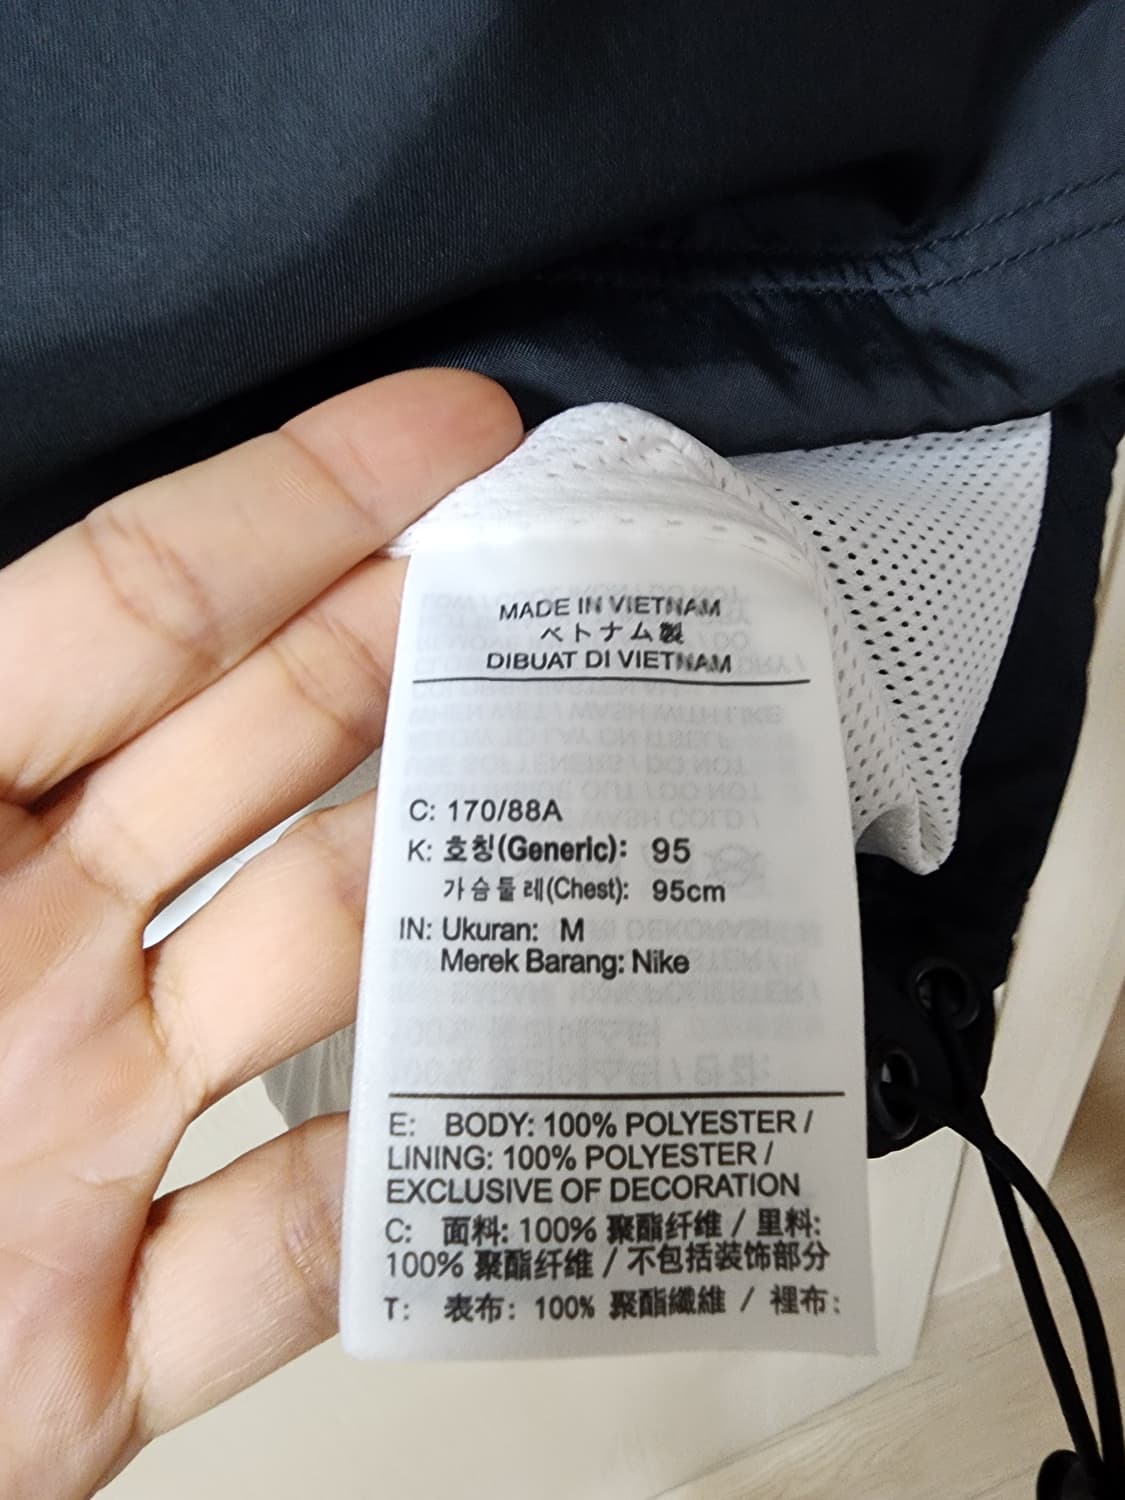 MADE IN VIETNAM
ベトナム製
DIBUAT DI VIETNAM
C: 170/88A
K: 호칭(Generic): 95
가슴둘레(Chest): 95cm
IN: Ukuran: M
Merek Barang: Nike
E: BODY: 100% POLYESTER /
LINING: 100% POLYESTER /
EXCLUSIVE OF DECORATION
C: 面料: 100% 聚酯纤维 / 里料:
100% 聚酯纤维 / 不包括装饰部分
T: 表布: 100% 聚酯纖維 / 裡布: